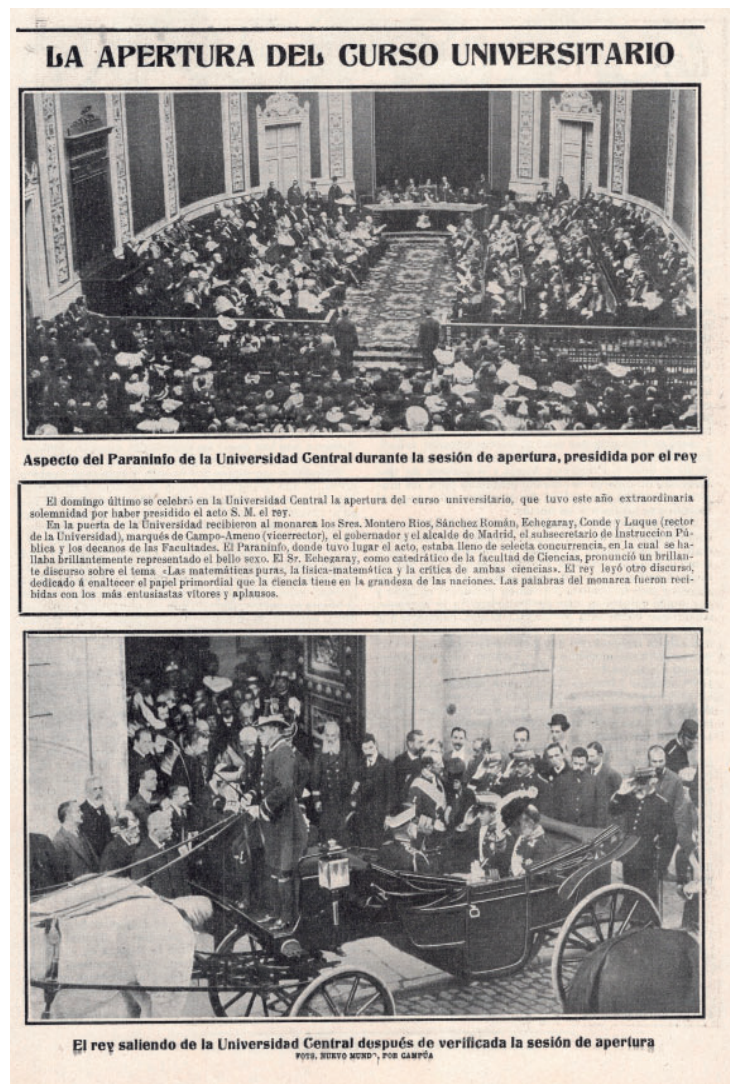 LA APERTURA DEL CURSO UNIVERSITARIO
Aspecto del Paraninfo de la Universidad Central durante la sesión de apertura, presidida por el rey
El domingo último se celebró en la Universidad Central la apertura del curso universitario, que tuvo este año extraordinaria
solemnidad por haber presidido el acto S. M. el rey.
En la puerta de la Universidad recibieron al monarca los Sres. Montero Rios, Sánchez Román, Echegaray, Conde y Luque (rector
de la Universidad), marqués de Campo-Ameno (vicerrector), el gobernador y el alcalde de Madrid, el subsecretario de Instrucción Pú-
blica y los decanos de las Facultades. El Paraninfo, donde tuvo lugar el acto, estaba lleno de selecta concurrencia, en la cual se ha-
llaba brillantemente representado el bello sexo. El Sr. Echegaray, como catedrático de la facultad de Ciencias, pronunció un brillan-
te discurso sobre el tema «Las matemáticas puras, la física-matemática y la crítica de ambas ciencias». El rey leyó otro discurso,
dedicado á enaltecer el papel primordial que la ciencia tiene en la grandeza de las naciones. Las palabras del monarca fueron reci-
bidas con los más entusiastas vítores y aplausos.
El rey saliendo de la Universidad Central después de verificada la sesión de apertura
FOTS. NUEVO MUNDO, POR CAMPÚA